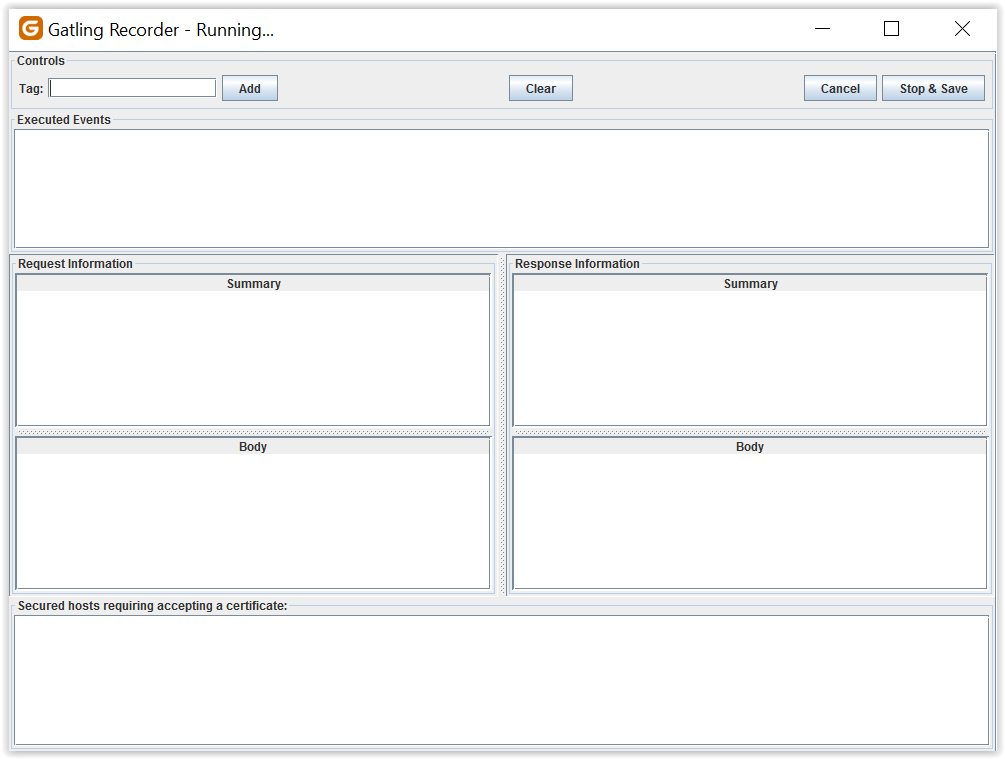 G Gatling Recorder - Running...
Controls
Tag: Add Clear Cancel Stop & Save
Executed Events
Request Information Response Information
Summary Summary
Body Body
Secured hosts requiring accepting a certificate: